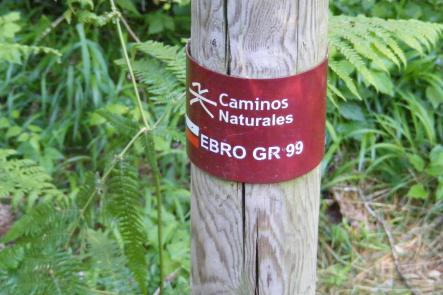 Caminos
Naturales
EBRO GR 99